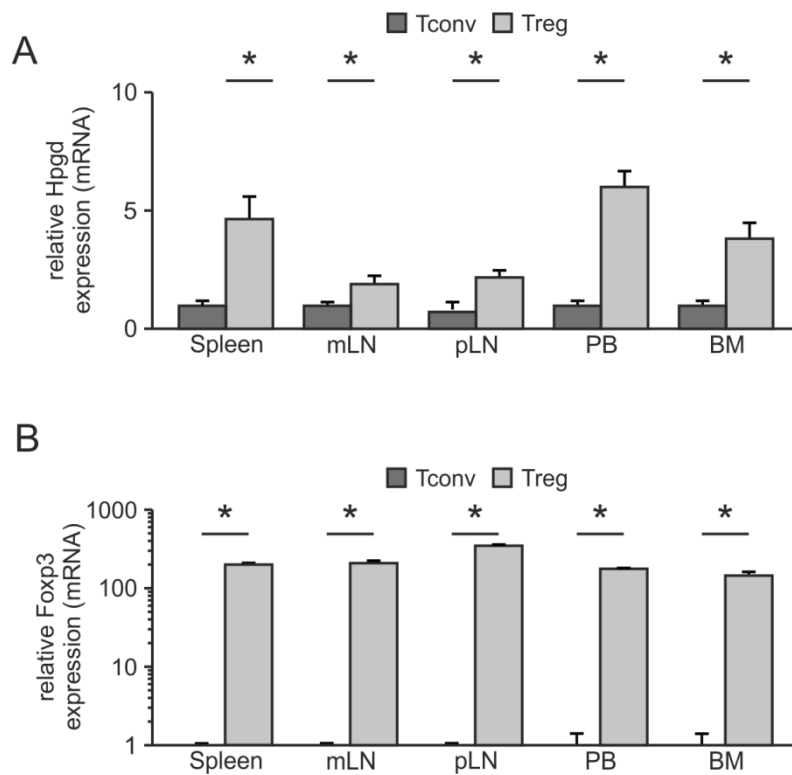 A
Tconv Treg
* * * * *
relative Hpgd
expression (mRNA)
10
5
0
Spleen mLN pLN PB BM
B
Tconv Treg
* * * * *
relative Foxp3
expression (mRNA)
1000
100
10
1
Spleen mLN pLN PB BM